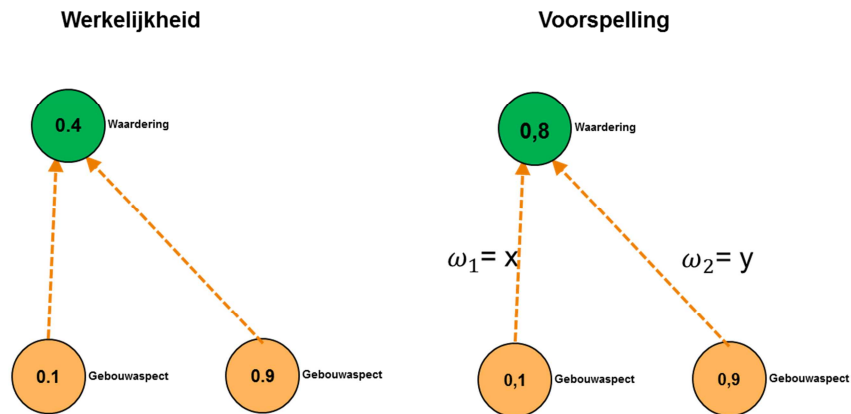 Werkelijkheid
Voorspelling
0.4 Waardering
0,8 Waardering
ω₁= x
ω₂= y
0.1 Gebouwaspect
0.9 Gebouwaspect
0,1 Gebouwaspect
0,9 Gebouwaspect